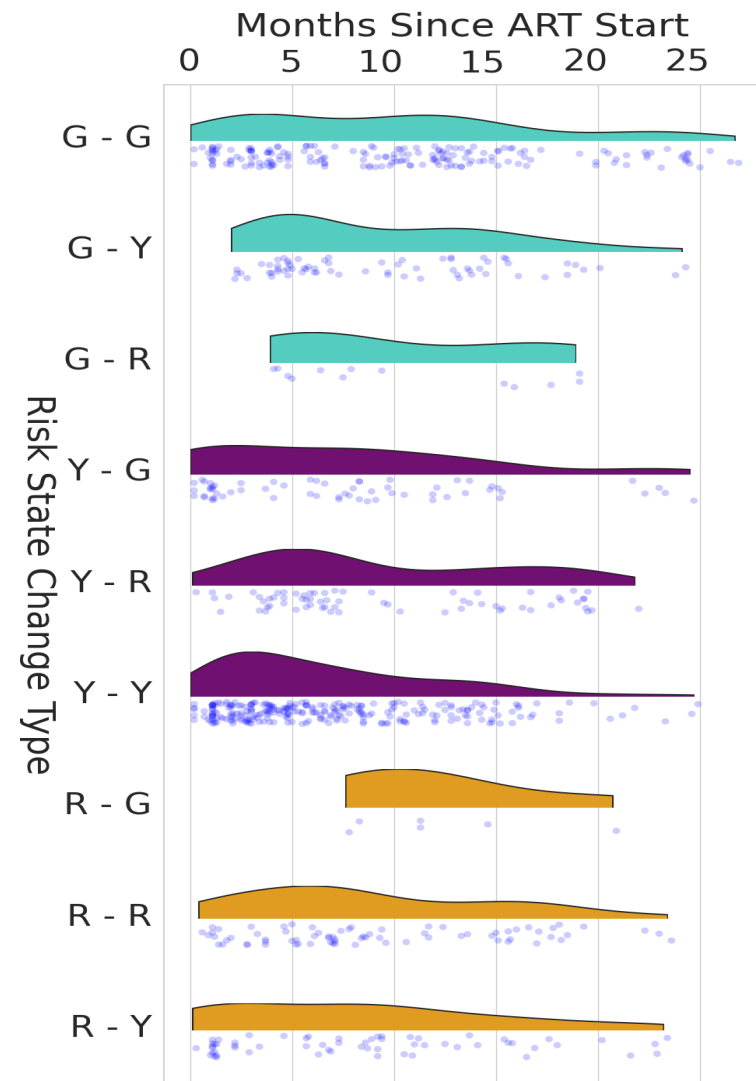 Months Since ART Start
0 5 10 15 20 25
G - G
G - Y
G - R
Y - G
Y - R
Y - Y
R - G
R - R
R - Y
Risk State Change Type